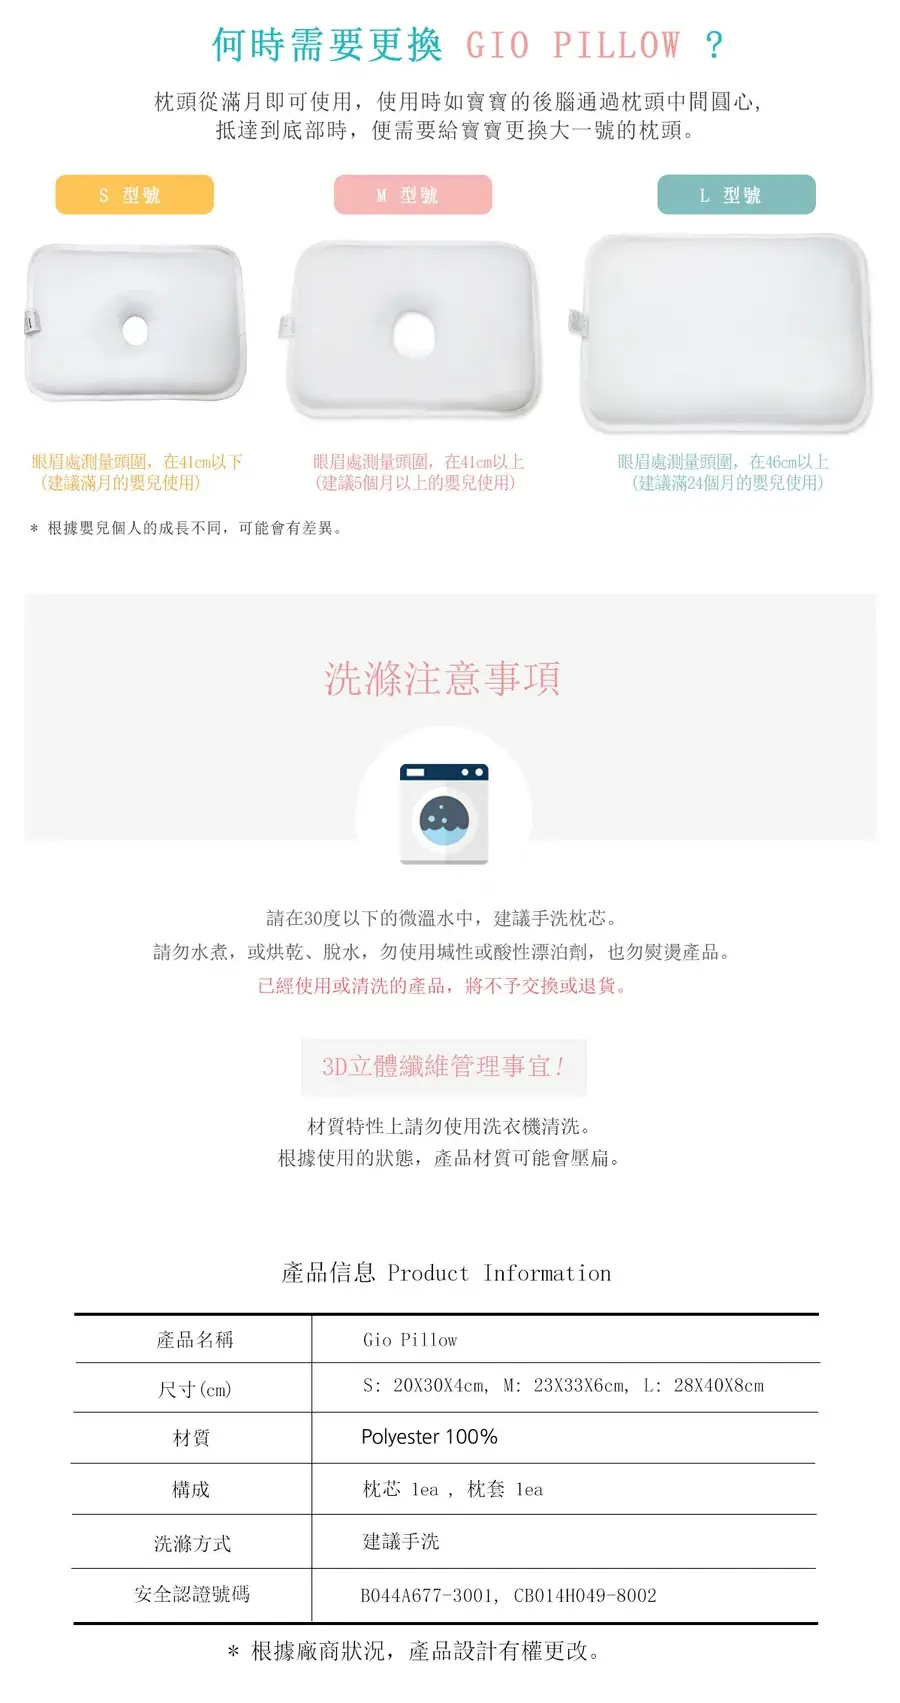 何時需要更換 GIO PILLOW ?
枕頭從滿月即可使用，使用時如寶寶的後腦通過枕頭中間圓心,
抵達到底部時，便需要給寶寶更換大一號的枕頭。
S 型號
M 型號
L 型號
眼眉處測量頭圍，在41cm以下
(建議滿月的嬰兒使用)
眼眉處測量頭圍，在41cm以上
(建議5個月以上的嬰兒使用)
眼眉處測量頭圍，在46cm以上
(建議滿24個月的嬰兒使用)
* 根據嬰兒個人的成長不同，可能會有差異。
洗滌注意事項
請在30度以下的微溫水中，建議手洗枕芯。
請勿水煮，或烘乾、脫水，勿使用堿性或酸性漂泊劑，也勿熨燙產品。
已經使用或清洗的產品，將不予交換或退貨。
3D立體纖維管理事宜!
材質特性上請勿使用洗衣機清洗。
根據使用的狀態，產品材質可能會壓扁。
產品信息 Product Information
產品名稱
Gio Pillow
尺寸(cm)
S: 20X30X4cm, M: 23X33X6cm, L: 28X40X8cm
材質
Polyester 100%
構成
枕芯 1ea , 枕套 1ea
洗滌方式
建議手洗
安全認證號碼
B044A677-3001, CB014H049-8002
* 根據廠商狀況，產品設計有權更改。